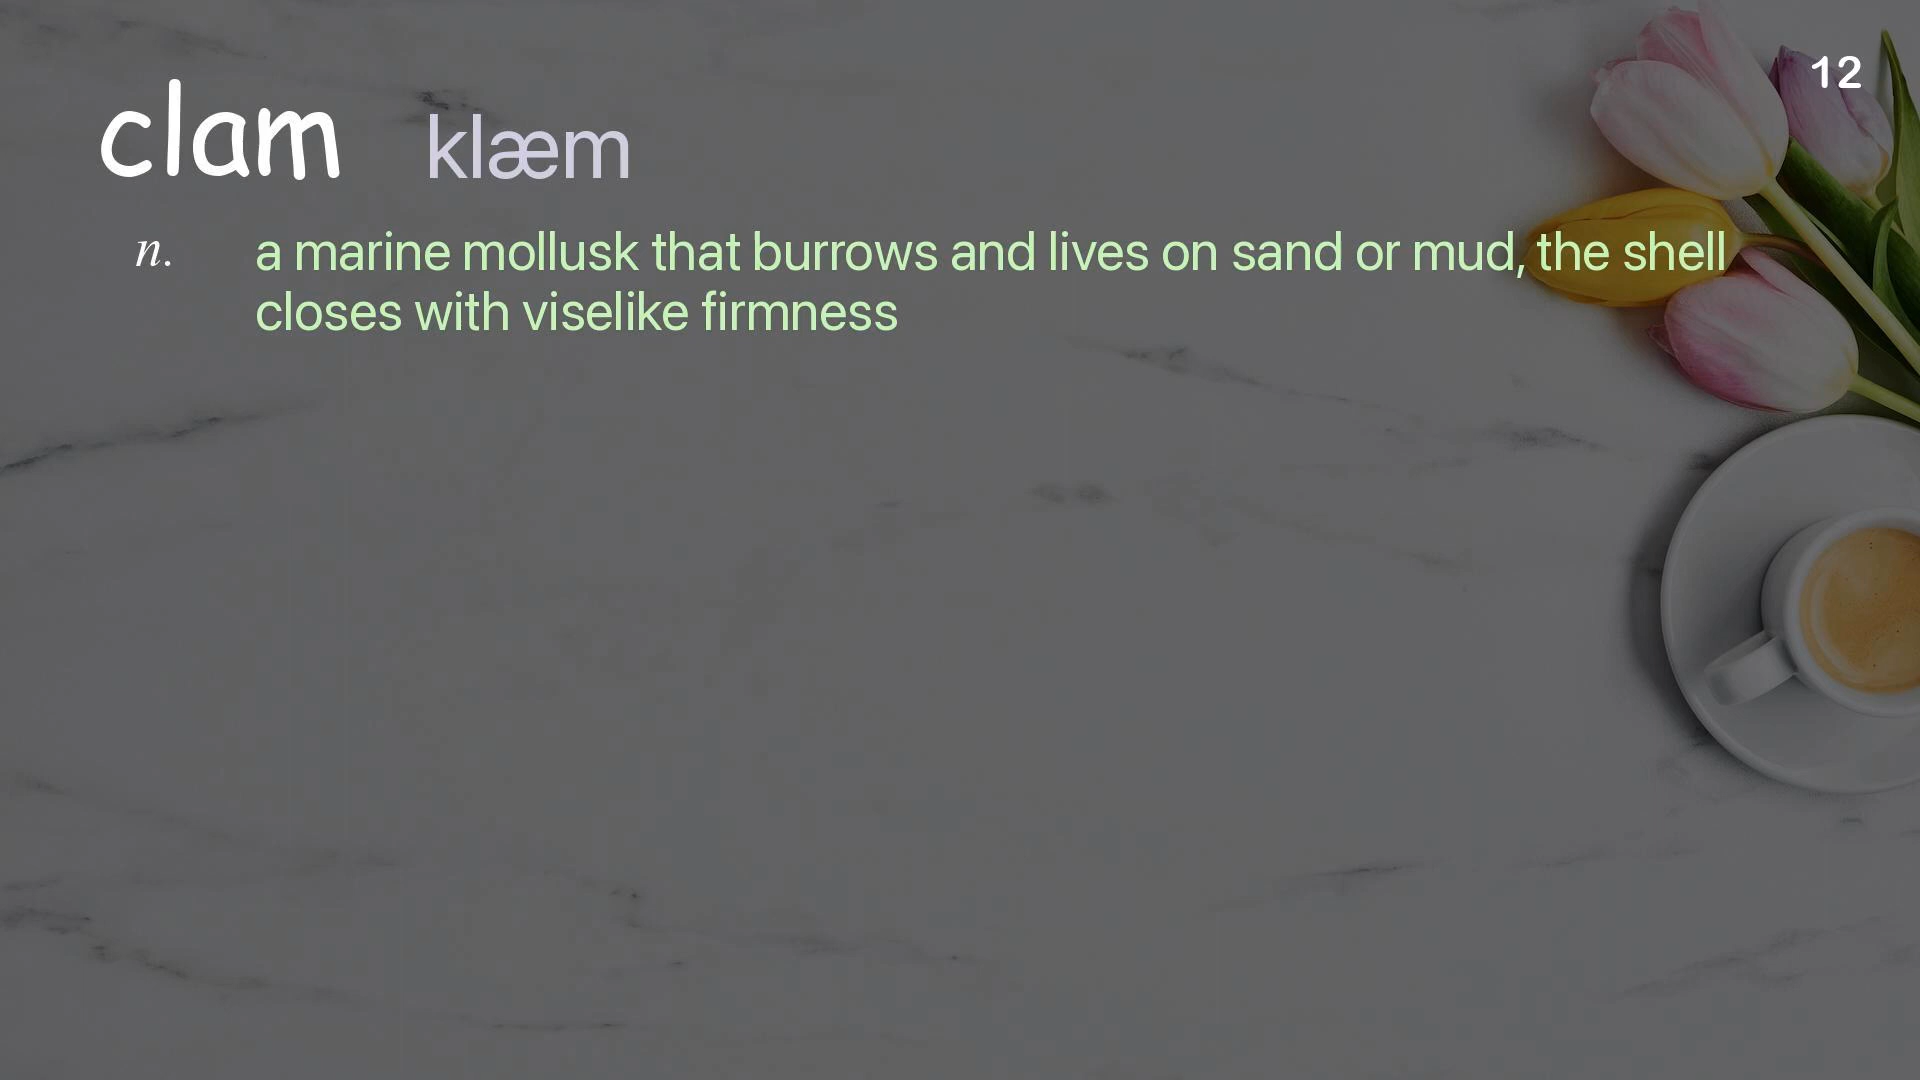 12
clam klæm
n. a marine mollusk that burrows and lives on sand or mud, the shell
closes with viselike firmness